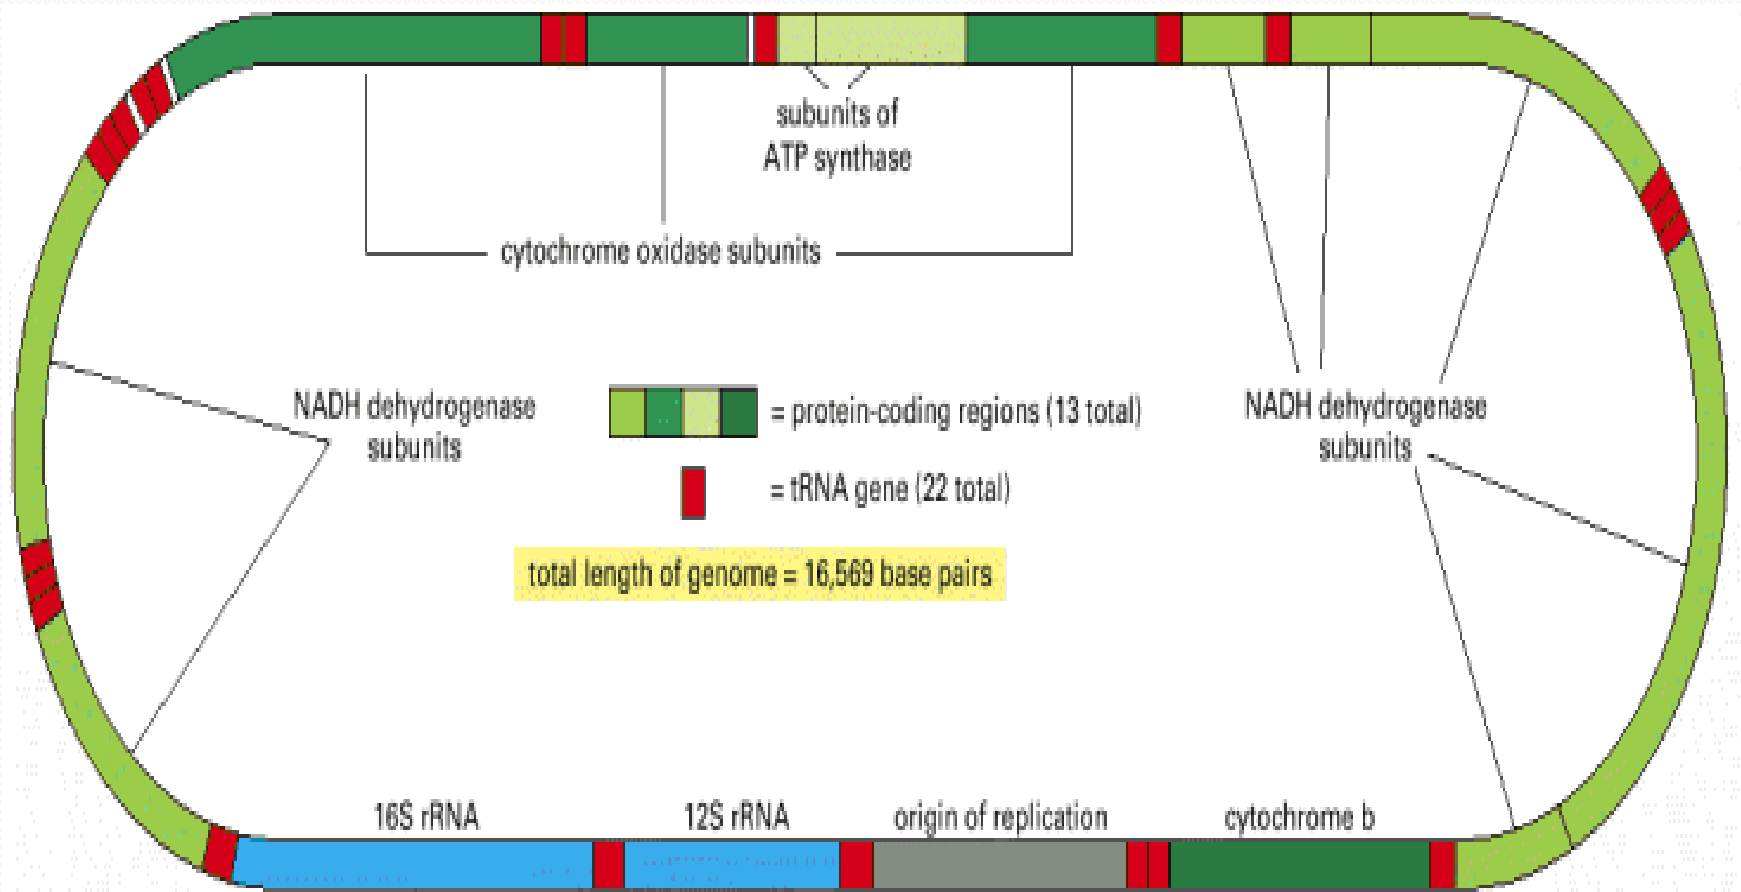 subunits of
ATP synthase
cytochrome oxidase subunits
NADH dehydrogenase
subunits
= protein-coding regions (13 total)
= tRNA gene (22 total)
total length of genome = 16,569 base pairs
NADH dehydrogenase
subunits
16S rRNA
12S rRNA
origin of replication
cytochrome b